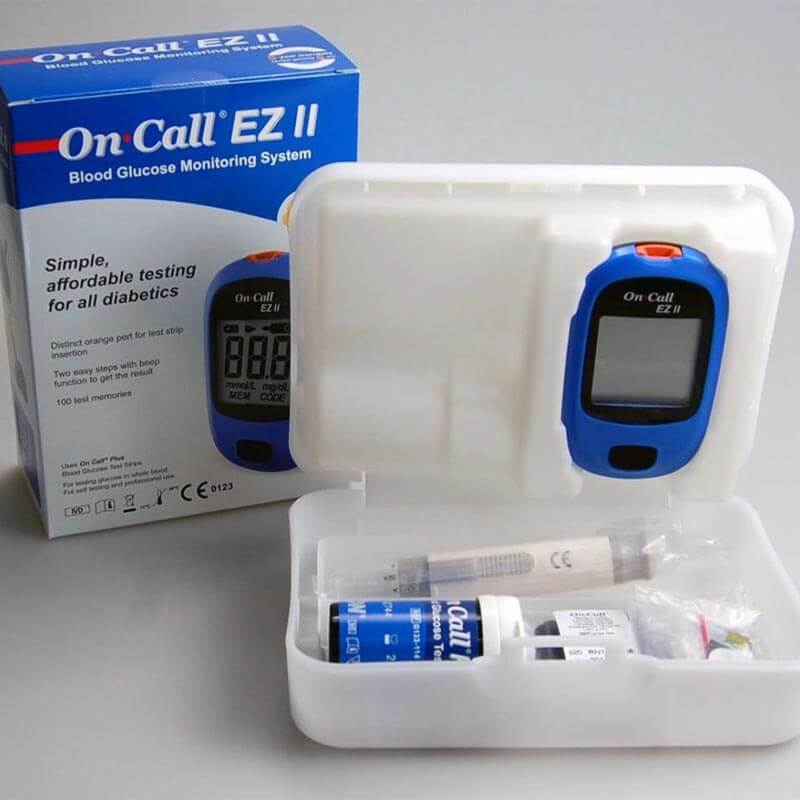 On Call® EZ II
Blood Glucose Monitoring System
On Call® EZ II
Blood Glucose Monitoring System
Simple,
affordable testing
for all diabetics
Distinct orange port for test strip
insertion
Two easy steps with beep
function to get the result
100 test memories
Uses On Call® Plus
Blood Glucose Test Strips
For testing glucose in whole blood.
For self testing and professional use.
IVD
CE 0123
On Call
EZ II
88.8
mmol/L mg/dL
MEM CODE
On Call
EZ II
CE
Call
Glucose Te
On Call